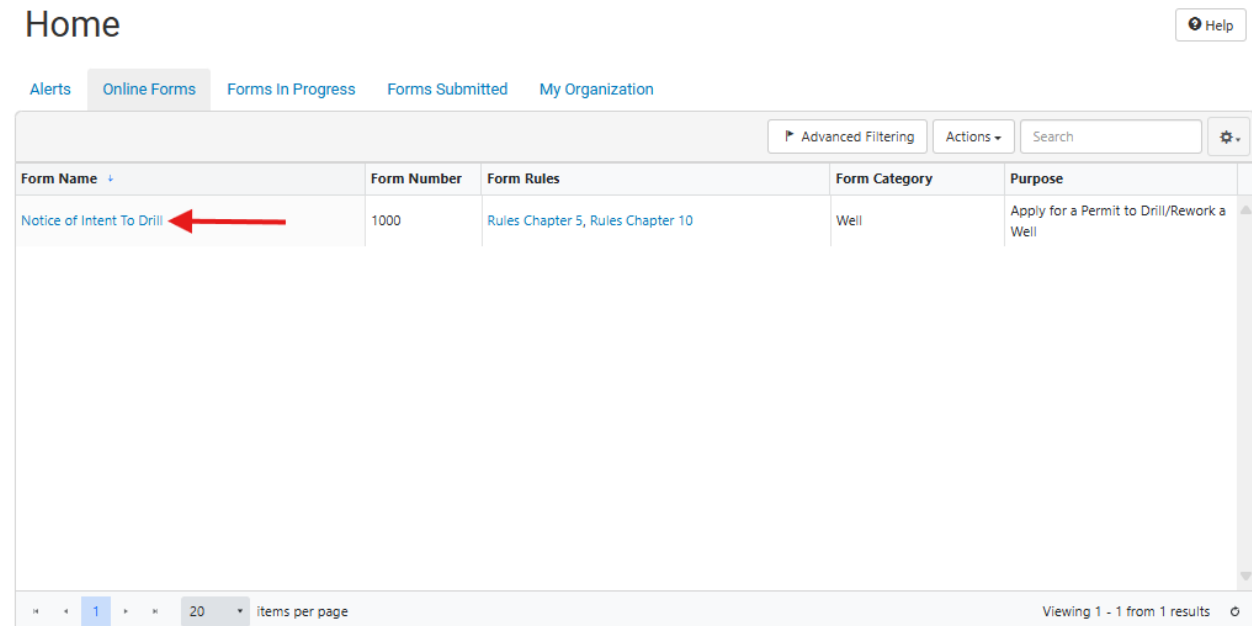 Home
Help
Alerts Online Forms Forms In Progress Forms Submitted My Organization
Advanced Filtering Actions Search
Form Name Form Number Form Rules Form Category Purpose
Notice of Intent To Drill 1000 Rules Chapter 5, Rules Chapter 10 Well Apply for a Permit to Drill/Rework a
Well
1 20 items per page Viewing 1 - 1 from 1 results